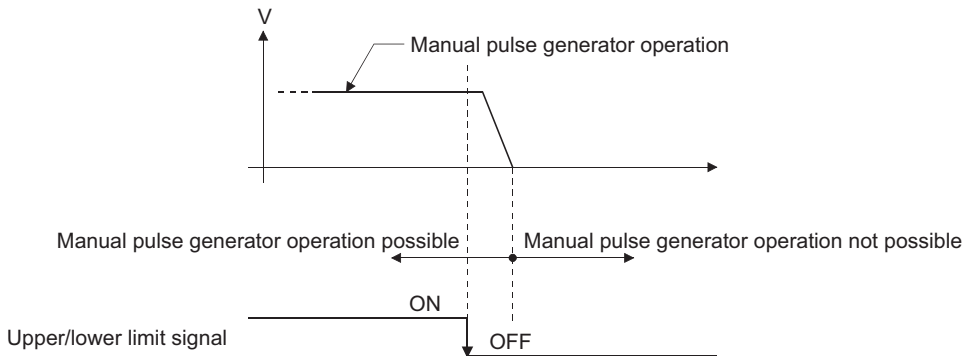 V
Manual pulse generator operation
Manual pulse generator operation possible
Manual pulse generator operation not possible
ON
Upper/lower limit signal
OFF